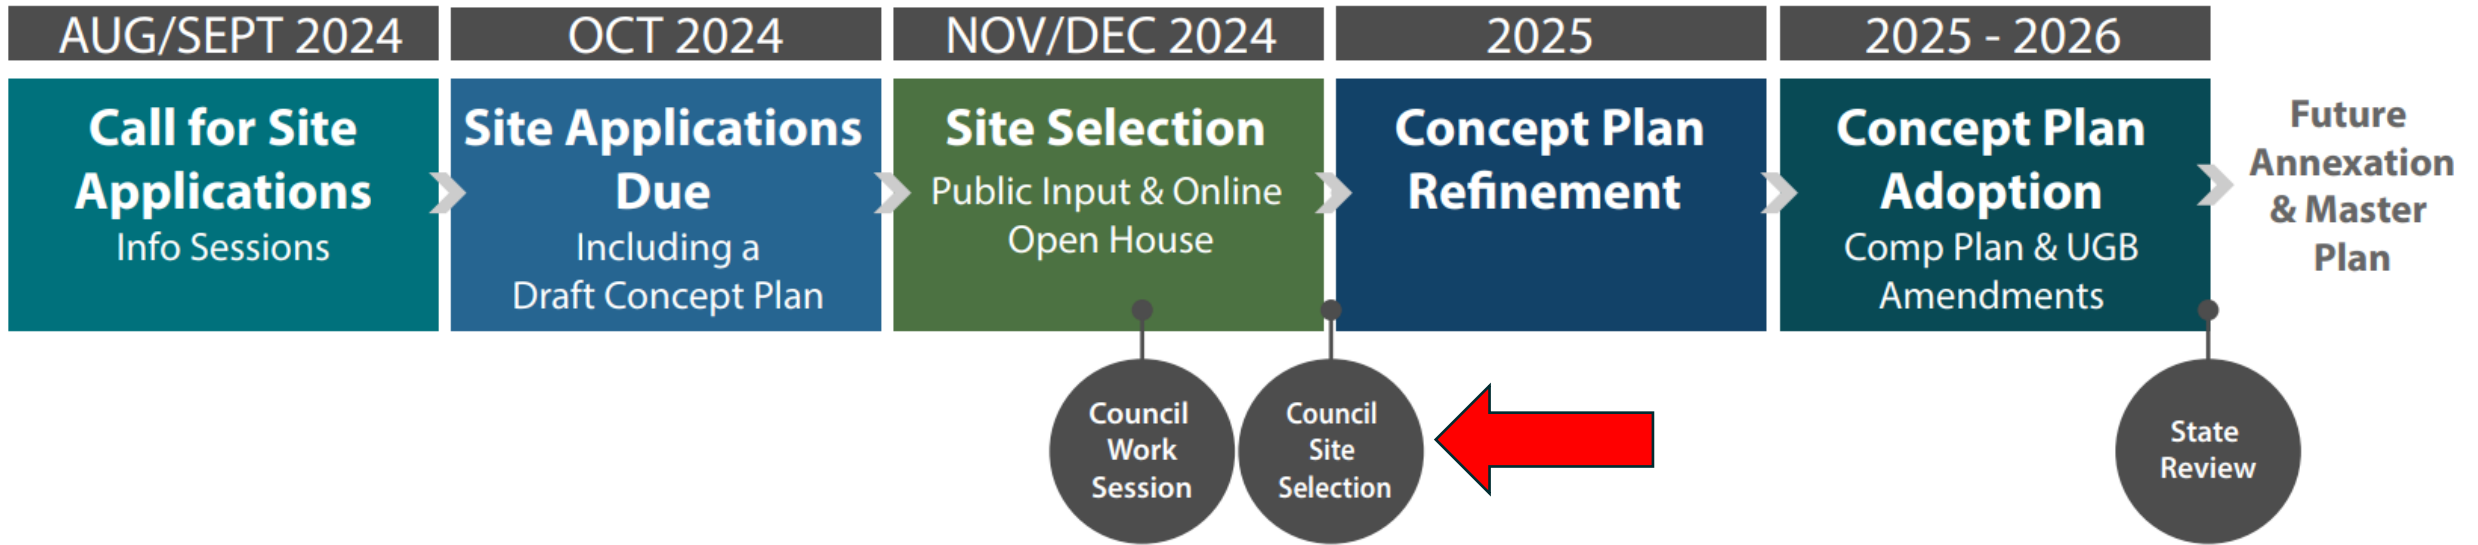 AUG/SEPT 2024
OCT 2024
NOV/DEC 2024
2025
2025 - 2026
Call for Site
Applications
Info Sessions
Site Applications
Due
Including a
Draft Concept Plan
Site Selection
Public Input & Online
Open House
Concept Plan
Refinement
Concept Plan
Adoption
Comp Plan & UGB
Amendments
Future
Annexation
& Master
Plan
Council
Work
Session
Council
Site
Selection
State
Review